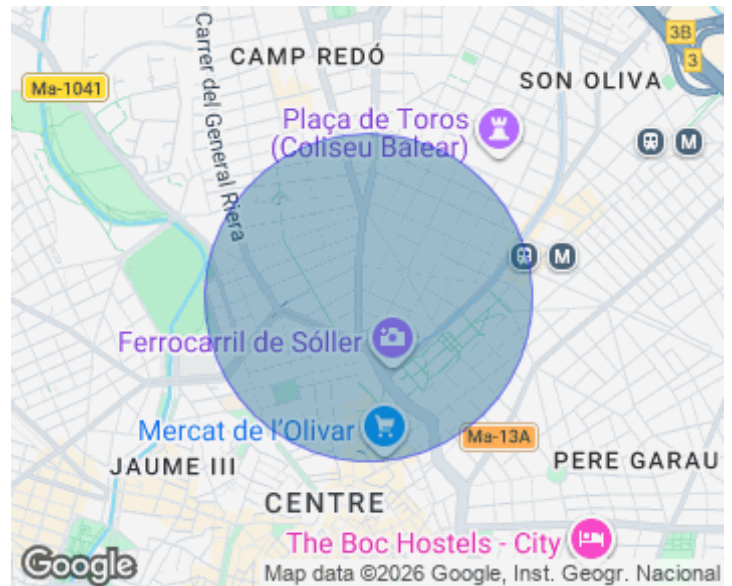 3B
3
CAMP REDÓ
SON OLIVA
Ma-1041
Carrer del General Riera
Plaça de Toros
(Coliseu Balear)
M
M
Ferrocarril de Sóller
Mercat de l'Olivar
Ma-13A
JAUME III
PERE GARAU
CENTRE
The Boc Hostels - City
Google
Map data ©2026 Google, Inst. Geogr. Nacional